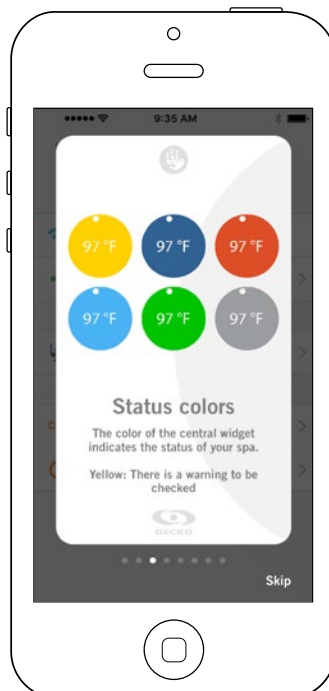 9:35 AM
97 °F 97 °F 97 °F
97 °F 97 °F 97 °F
Status colors
The color of the central widget
indicates the status of your spa.
Yellow: There is a warning to be
checked
GECKO
Skip